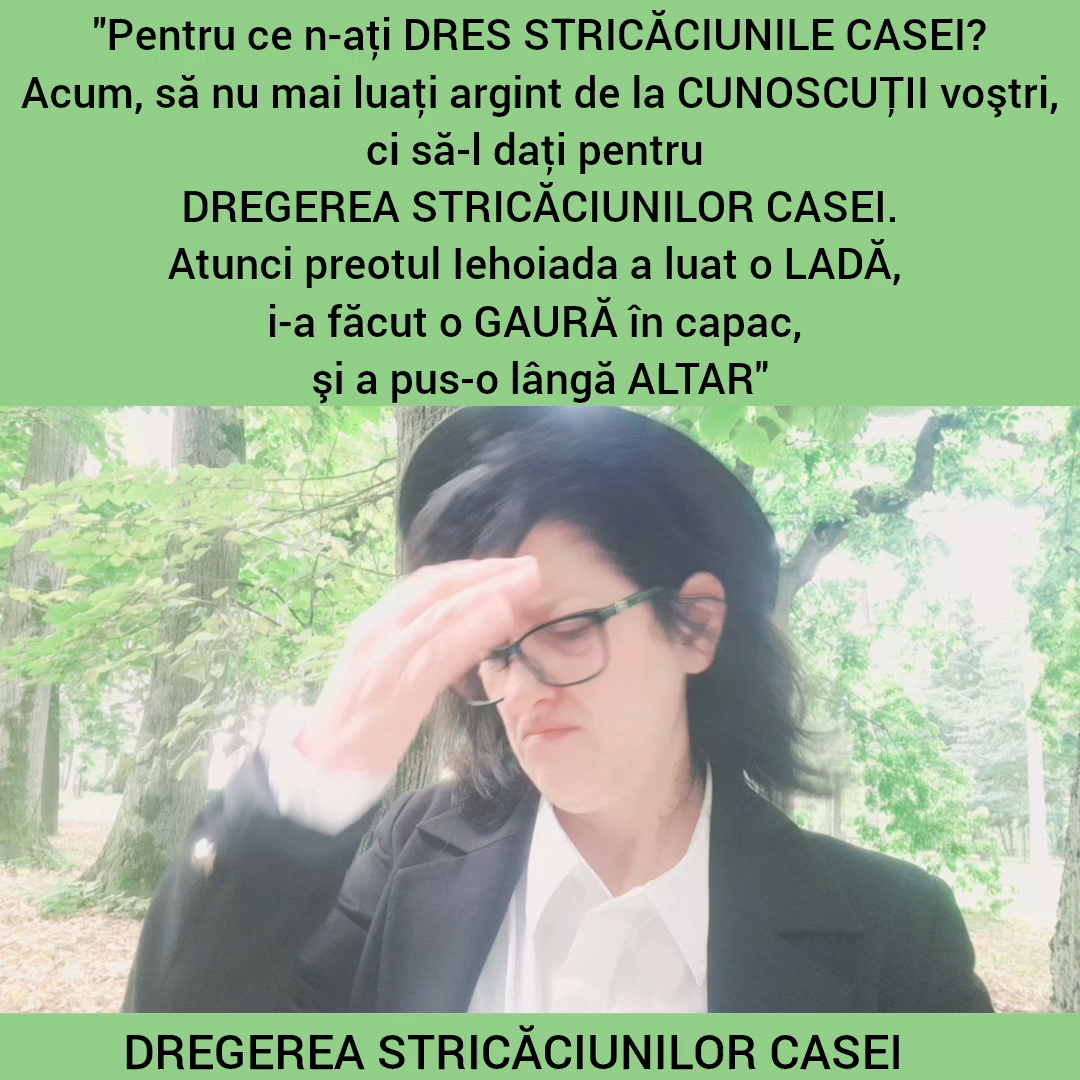 "Pentru ce n-ați DRES STRICĂCIUNILE CASEI?
Acum, să nu mai luați argint de la CUNOSCUȚII voştri,
ci să-l dați pentru
DREGEREA STRICĂCIUNILOR CASEI.
Atunci preotul Iehoiada a luat o LADĂ,
i-a făcut o GAURĂ în capac,
şi a pus-o lângă ALTAR"
DREGEREA STRICĂCIUNILOR CASEI